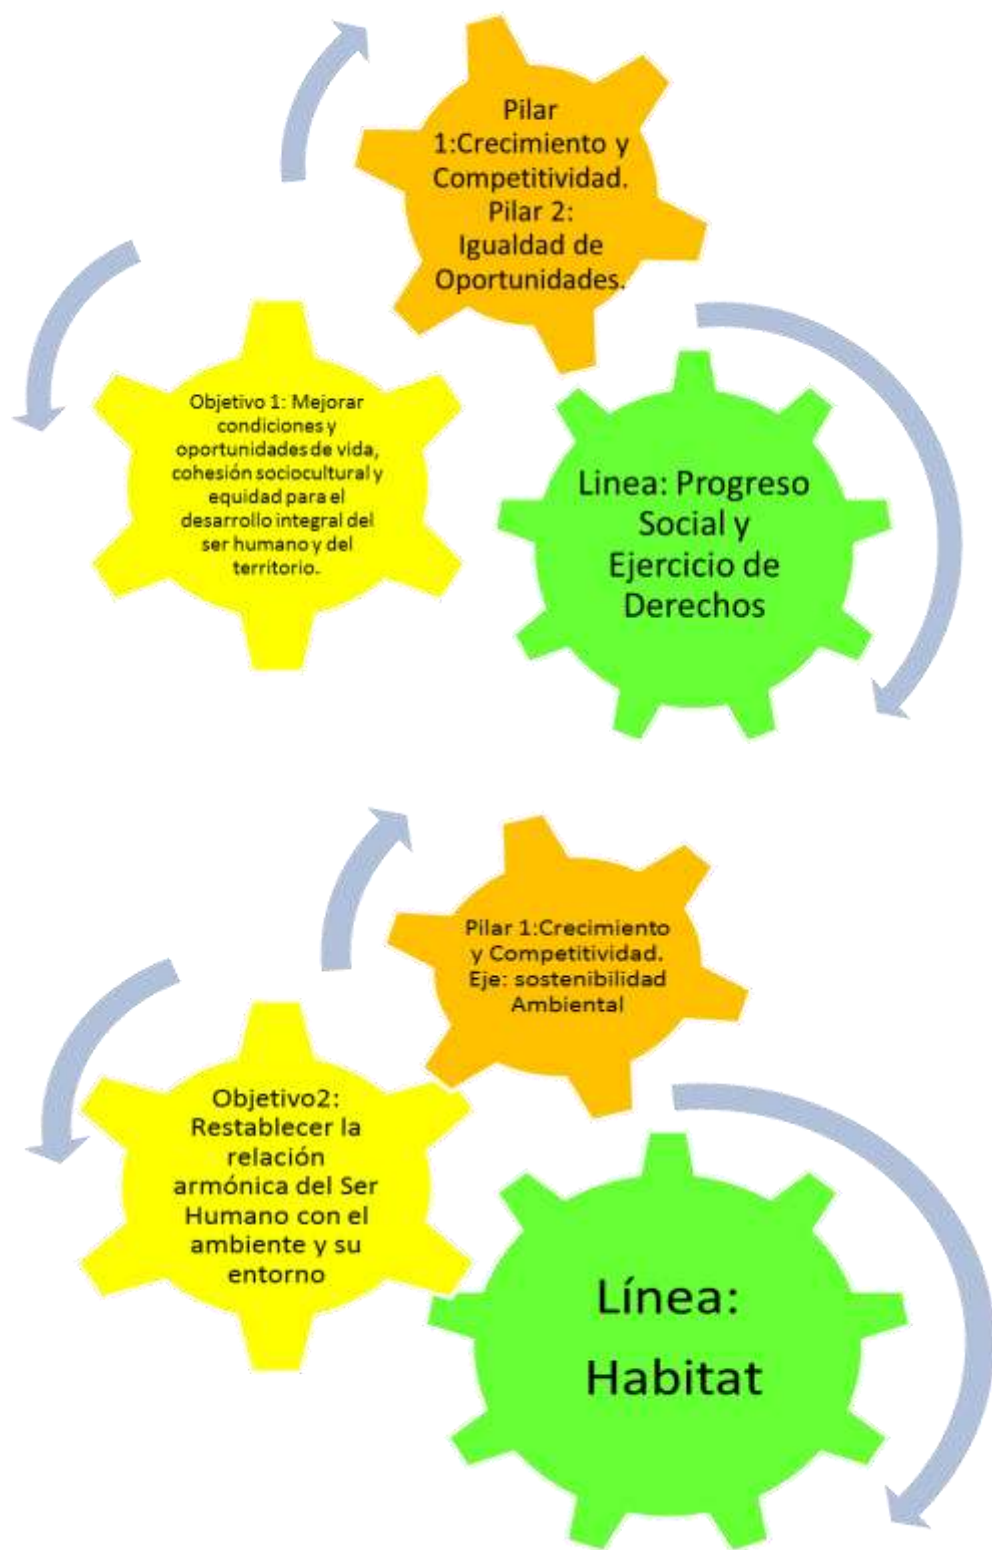 Pilar
1:Crecimiento y
Competitividad.
Pilar 2:
Igualdad de
Oportunidades.
Objetivo 1: Mejorar
condiciones y
oportunidades de vida,
cohesión sociocultural y
equidad para el
desarrollo integral del
ser humano y del
territorio.
Linea: Progreso
Social y
Ejercicio de
Derechos
Pilar 1:Crecimiento
y Competitividad.
Eje: sostenibilidad
Ambiental
Objetivo2:
Restablecer la
relación
armónica del Ser
Humano con el
ambiente y su
entorno
Línea:
Habitat